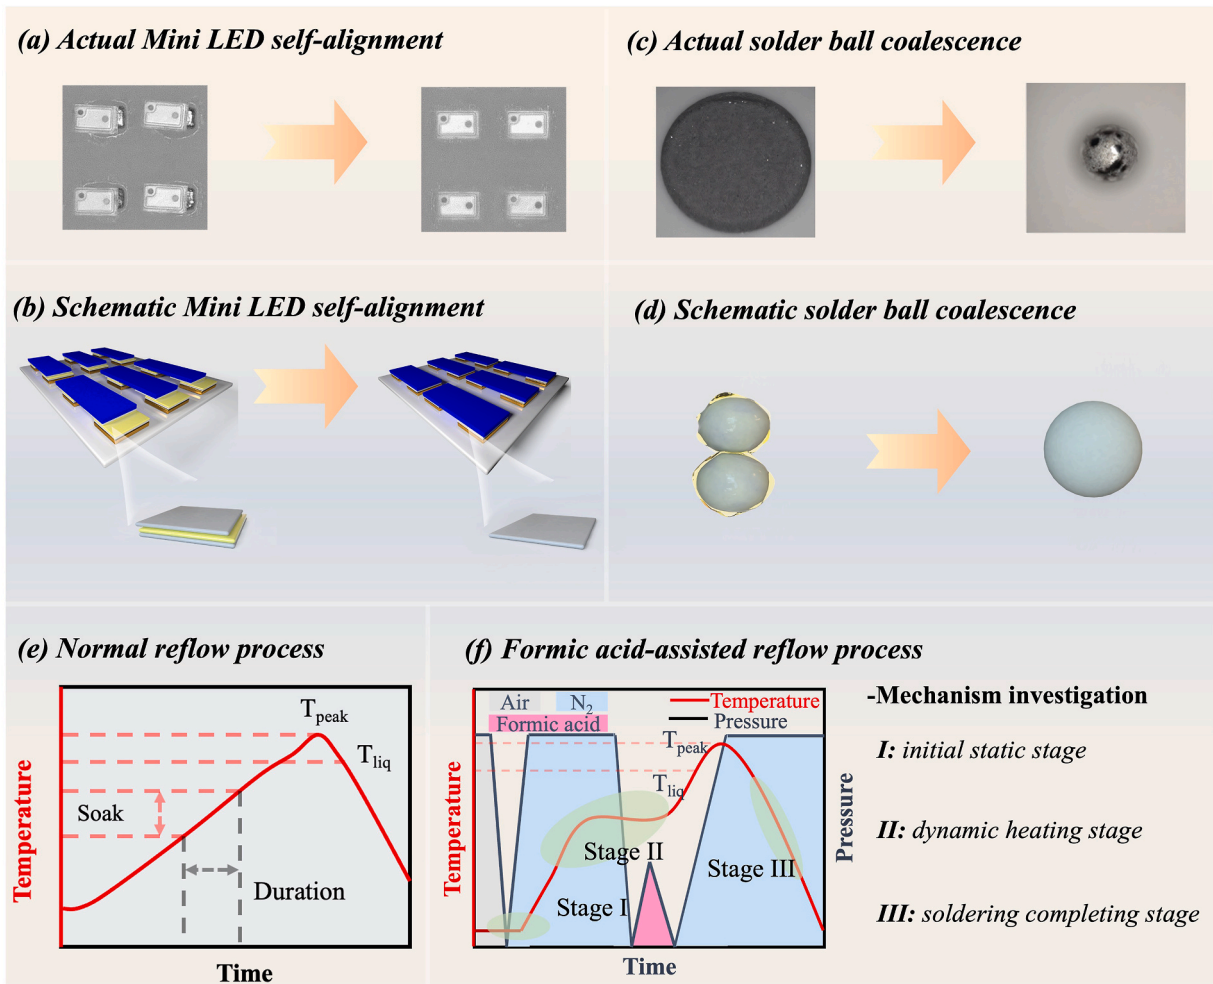 (a) Actual Mini LED self-alignment
(c) Actual solder ball coalescence
(b) Schematic Mini LED self-alignment
(d) Schematic solder ball coalescence
(e) Normal reflow process
Temperature
T_peak
T_liq
Soak
Duration
Time
(f) Formic acid-assisted reflow process
Temperature
Air
N₂
Formic acid
Temperature
Pressure
T_peak
T_liq
Stage II
Stage I
Stage III
Pressure
Time
-Mechanism investigation
I: initial static stage
II: dynamic heating stage
III: soldering completing stage